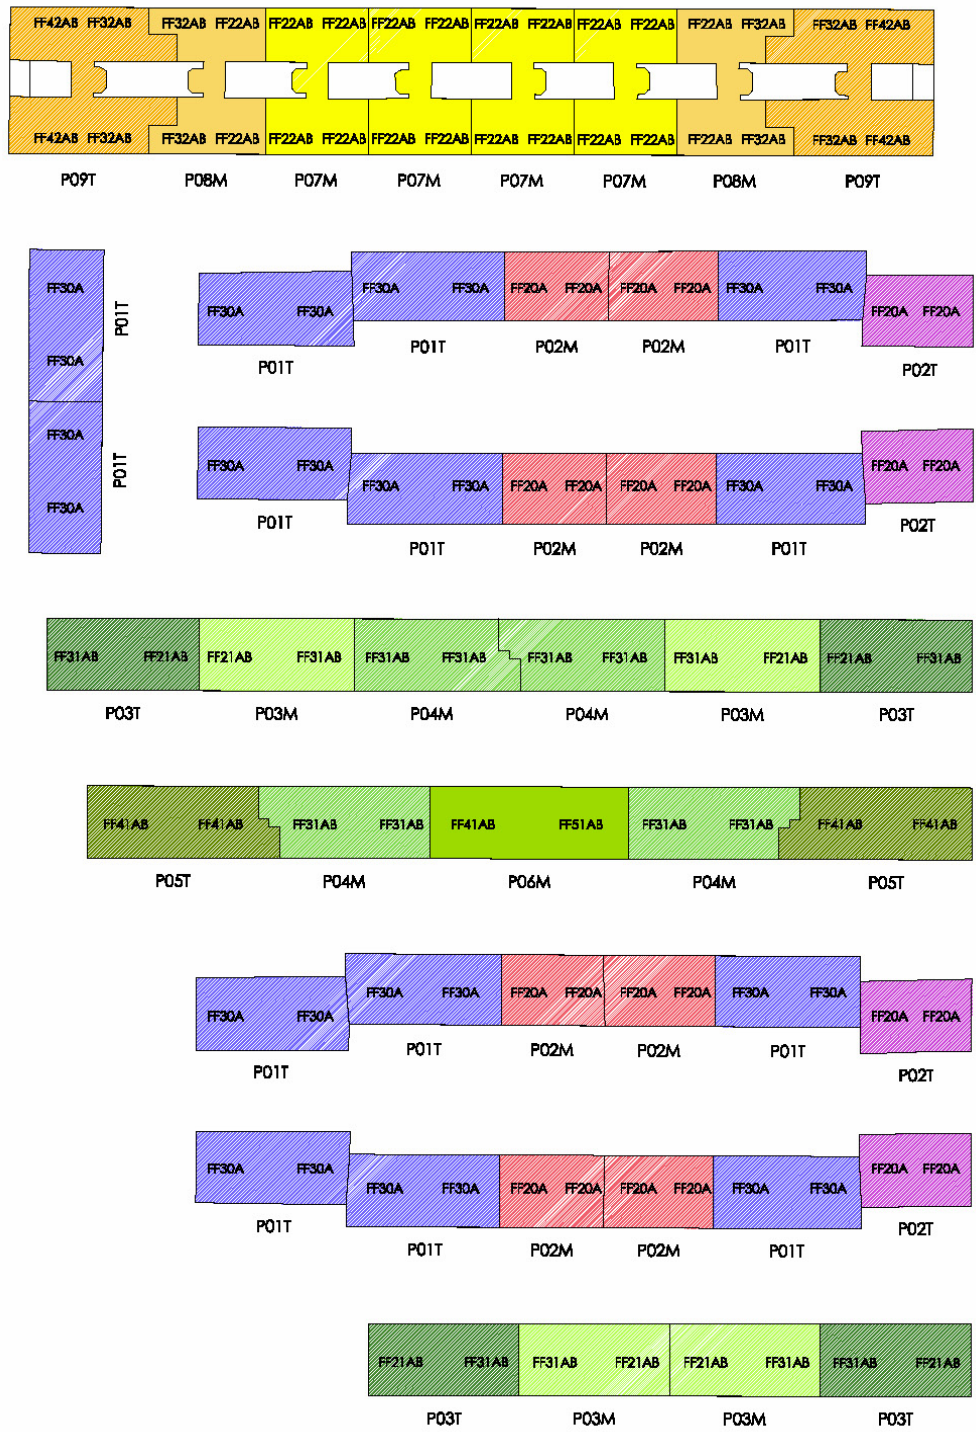 FF42AB FF32AB FF32AB FF22AB FF22AB FF22AB FF22AB FF22AB FF22AB FF22AB FF22AB FF22AB FF22AB FF32AB FF32AB FF42AB
FF42AB FF32AB FF32AB FF22AB FF22AB FF22AB FF22AB FF22AB FF22AB FF22AB FF22AB FF22AB FF22AB FF32AB FF32AB FF42AB
P09T P08M P07M P07M P07M P07M P08M P09T
FF30A
FF30A
P01T
FF30A
FF30A
P01T
FF30A FF30A FF30A FF30A FF20A FF20A FF20A FF20A FF30A FF30A FF20A FF20A
P01T P01T P02M P02M P01T P02T
FF30A FF30A FF30A FF30A FF20A FF20A FF20A FF20A FF30A FF30A FF20A FF20A
P01T P01T P02M P02M P01T P02T
FF31AB FF21AB FF21AB FF31AB FF31AB FF31AB FF31AB FF31AB FF31AB FF21AB FF21AB FF31AB
P03T P03M P04M P04M P03M P03T
FF41AB FF41AB FF31AB FF31AB FF41AB FF51AB FF31AB FF31AB FF41AB FF41AB
P05T P04M P06M P04M P05T
FF30A FF30A FF30A FF30A FF20A FF20A FF20A FF20A FF30A FF30A FF20A FF20A
P01T P01T P02M P02M P01T P02T
FF30A FF30A FF30A FF30A FF20A FF20A FF20A FF20A FF30A FF30A FF20A FF20A
P01T P01T P02M P02M P01T P02T
FF21AB FF31AB FF31AB FF21AB FF21AB FF31AB FF31AB FF21AB
P03T P03M P03M P03T